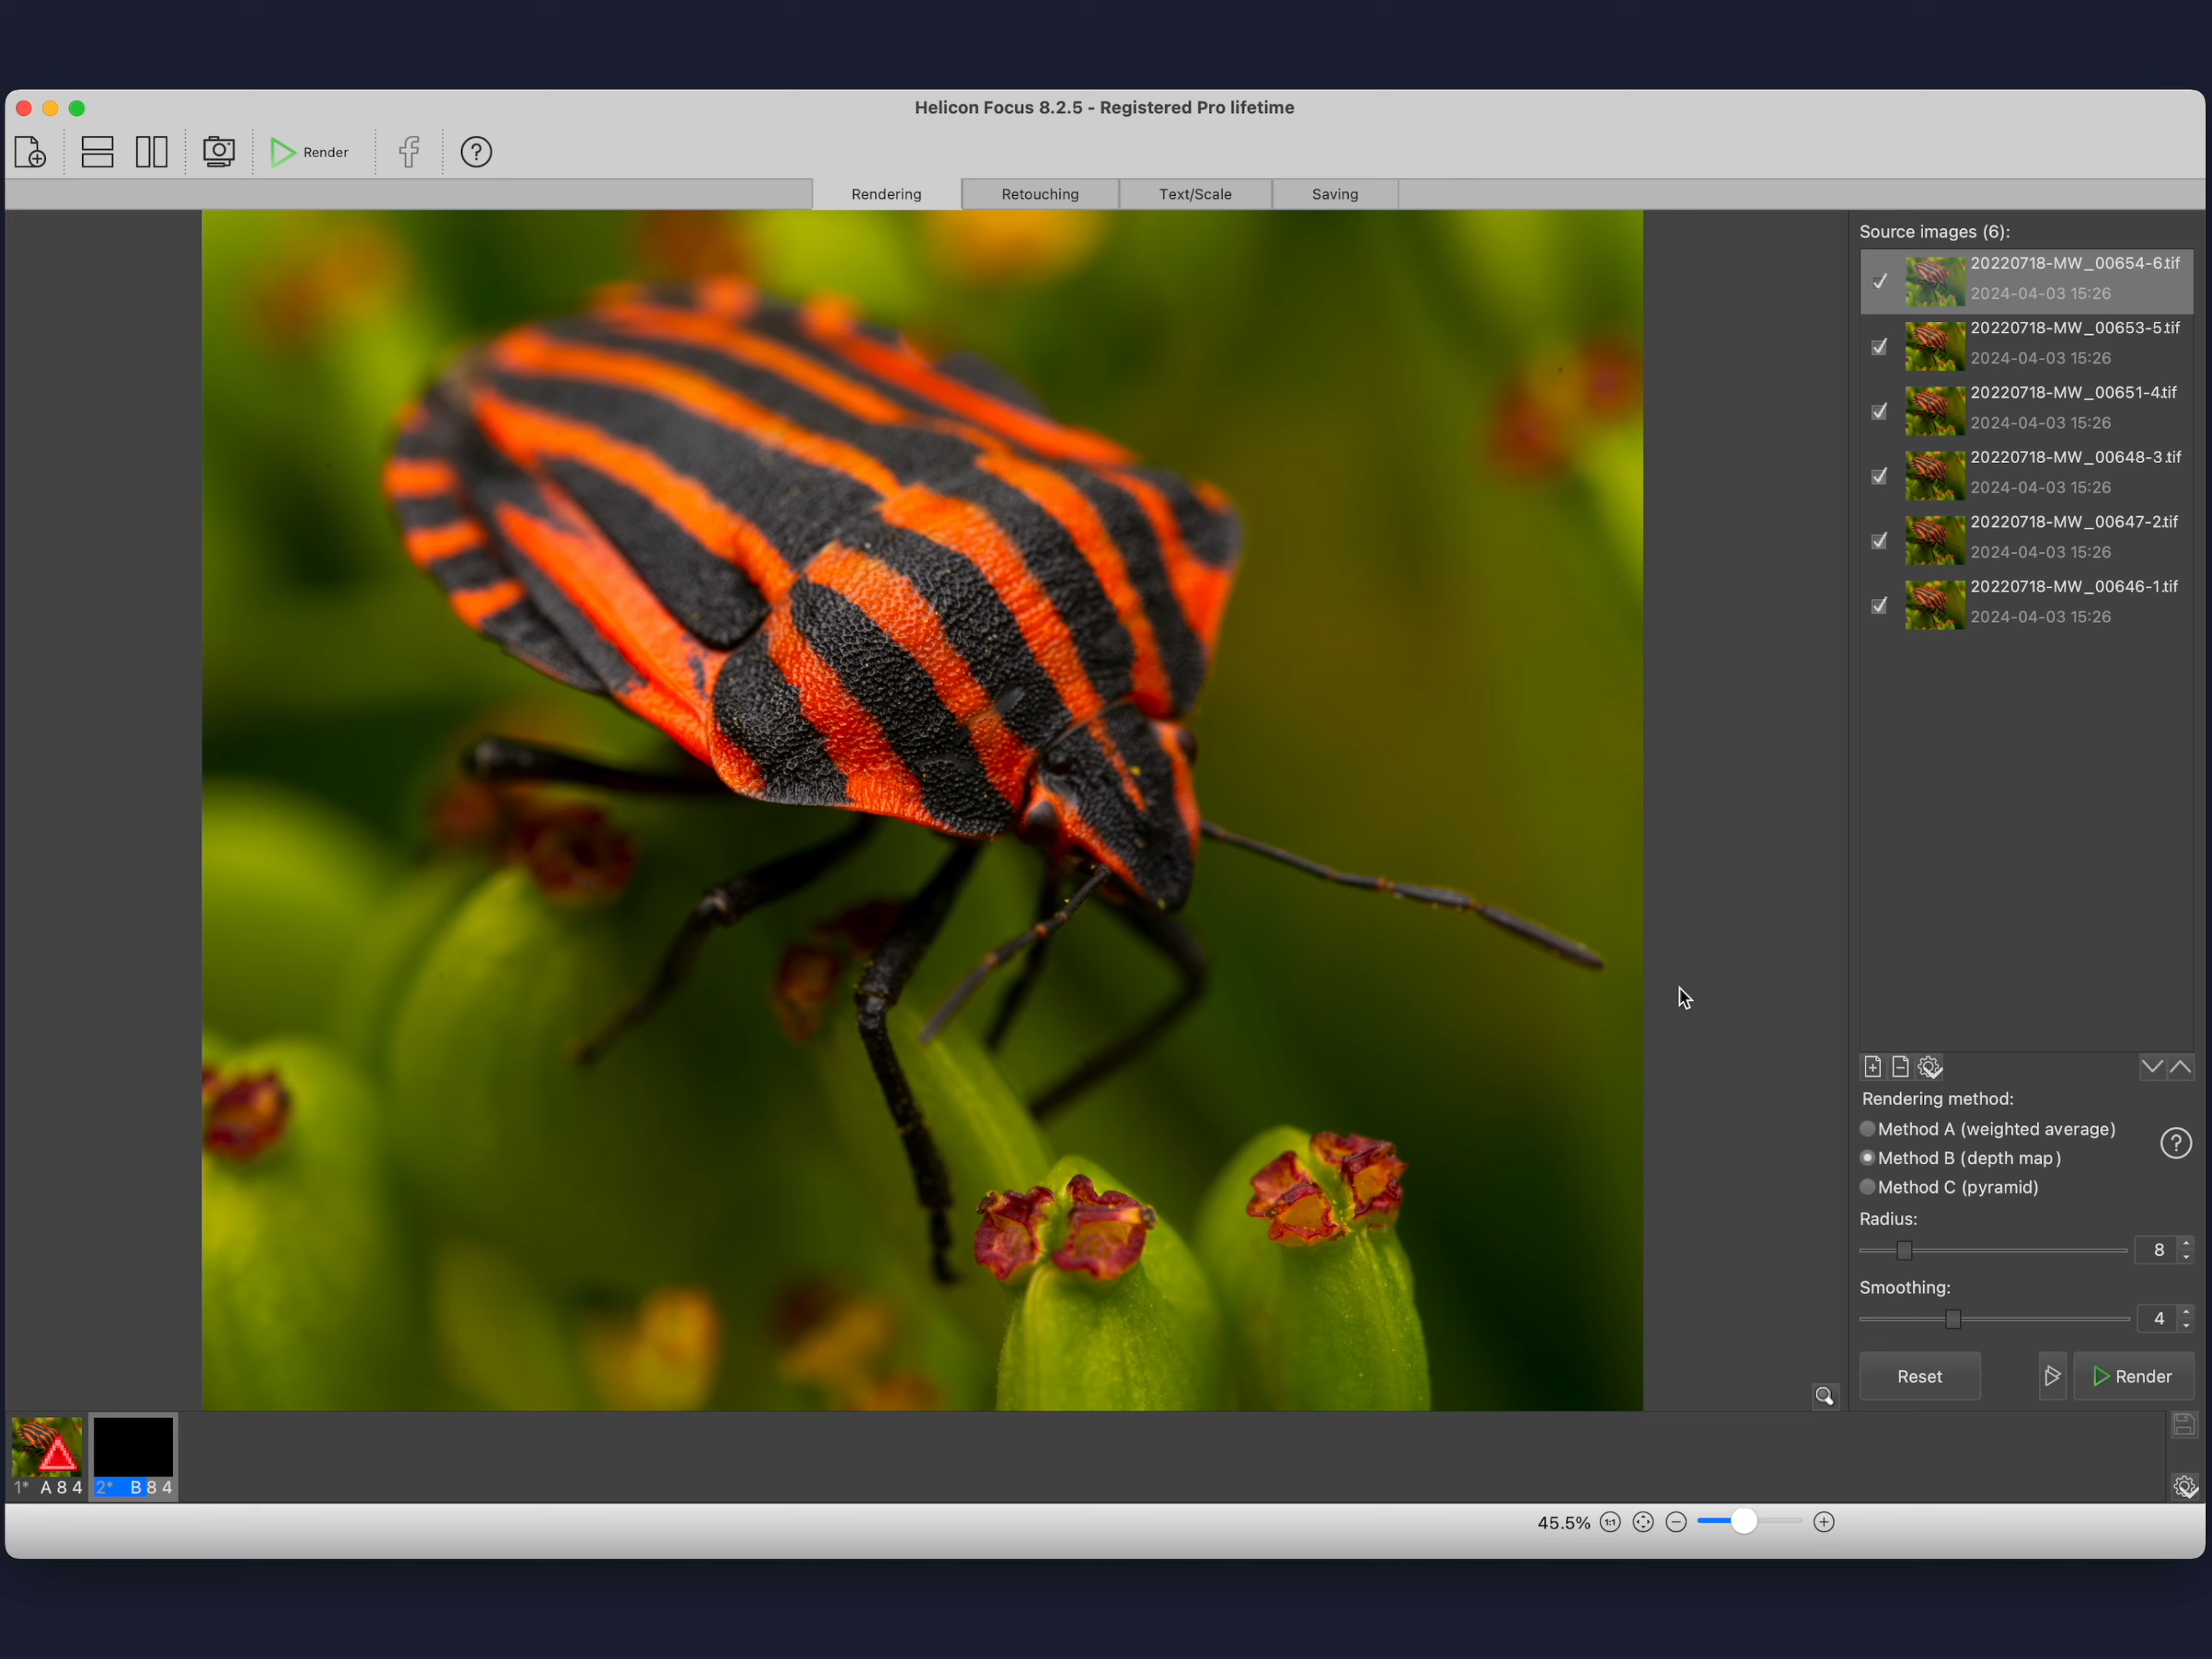 Helicon Focus 8.2.5 - Registered Pro lifetime
Render
Rendering
Retouching
Text/Scale
Saving
Source images (6):
20220718-MW_00654-6.tif
2024-04-03 15:26
20220718-MW_00653-5.tif
2024-04-03 15:26
20220718-MW_00651-4.tif
2024-04-03 15:26
20220718-MW_00648-3.tif
2024-04-03 15:26
20220718-MW_00647-2.tif
2024-04-03 15:26
20220718-MW_00646-1.tif
2024-04-03 15:26
Rendering method:
Method A (weighted average)
Method B (depth map)
Method C (pyramid)
Radius:
8
Smoothing:
4
Reset
Render
1* A 8 4
2* B 8 4
45.5%
1:1